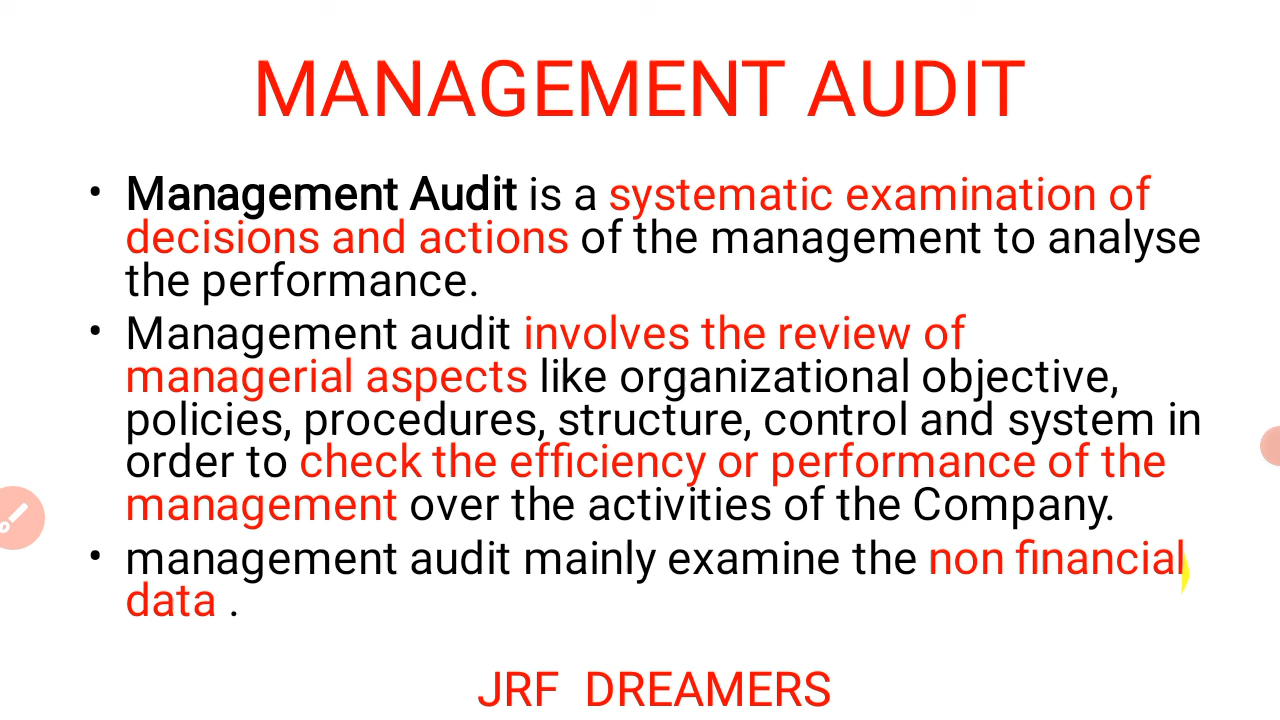 MANAGEMENT AUDIT
• Management Audit is a systematic examination of
decisions and actions of the management to analyse
the performance.
• Management audit involves the review of
managerial aspects like organizational objective,
policies, procedures, structure, control and system in
order to check the efficiency or performance of the
management over the activities of the Company.
• management audit mainly examine the non financial
data .
JRF DREAMERS